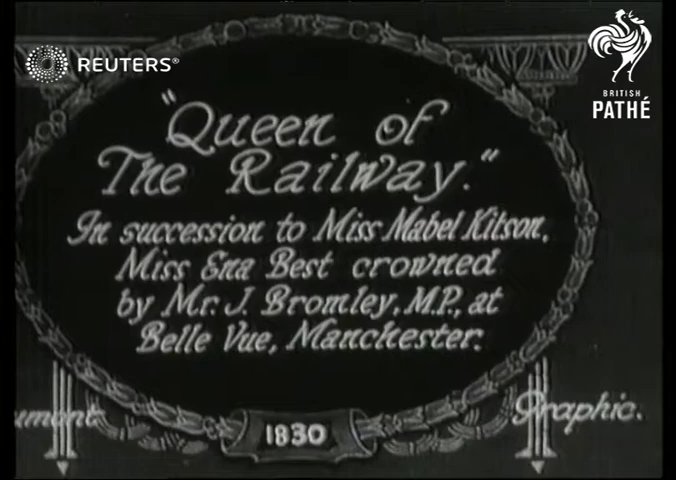 REUTERS®
BRITISH
PATHÉ
"Queen of
The Railway."
In succession to Miss Mabel Kitson,
Miss Ena Best crowned
by Mr. J. Bromley, M.P., at
Belle Vue, Manchester.
aumont Graphic.
1830